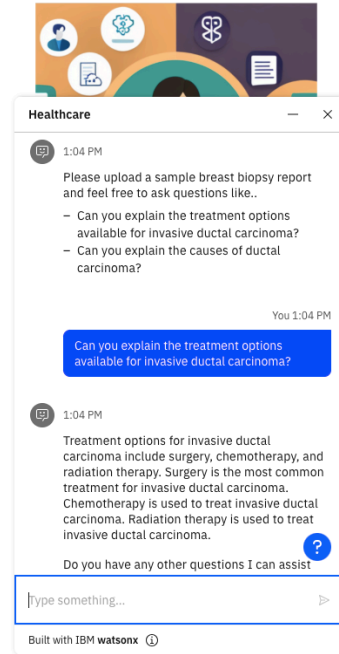 Healthcare
1:04 PM
Please upload a sample breast biopsy report
and feel free to ask questions like..
– Can you explain the treatment options
available for invasive ductal carcinoma?
– Can you explain the causes of ductal
carcinoma?
You 1:04 PM
Can you explain the treatment options
available for invasive ductal carcinoma?
1:04 PM
Treatment options for invasive ductal
carcinoma include surgery, chemotherapy, and
radiation therapy. Surgery is the most common
treatment for invasive ductal carcinoma.
Chemotherapy is used to treat invasive ductal
carcinoma. Radiation therapy is used to treat
invasive ductal carcinoma.
?
Do you have any other questions I can assist
Type something...
Built with IBM watsonx